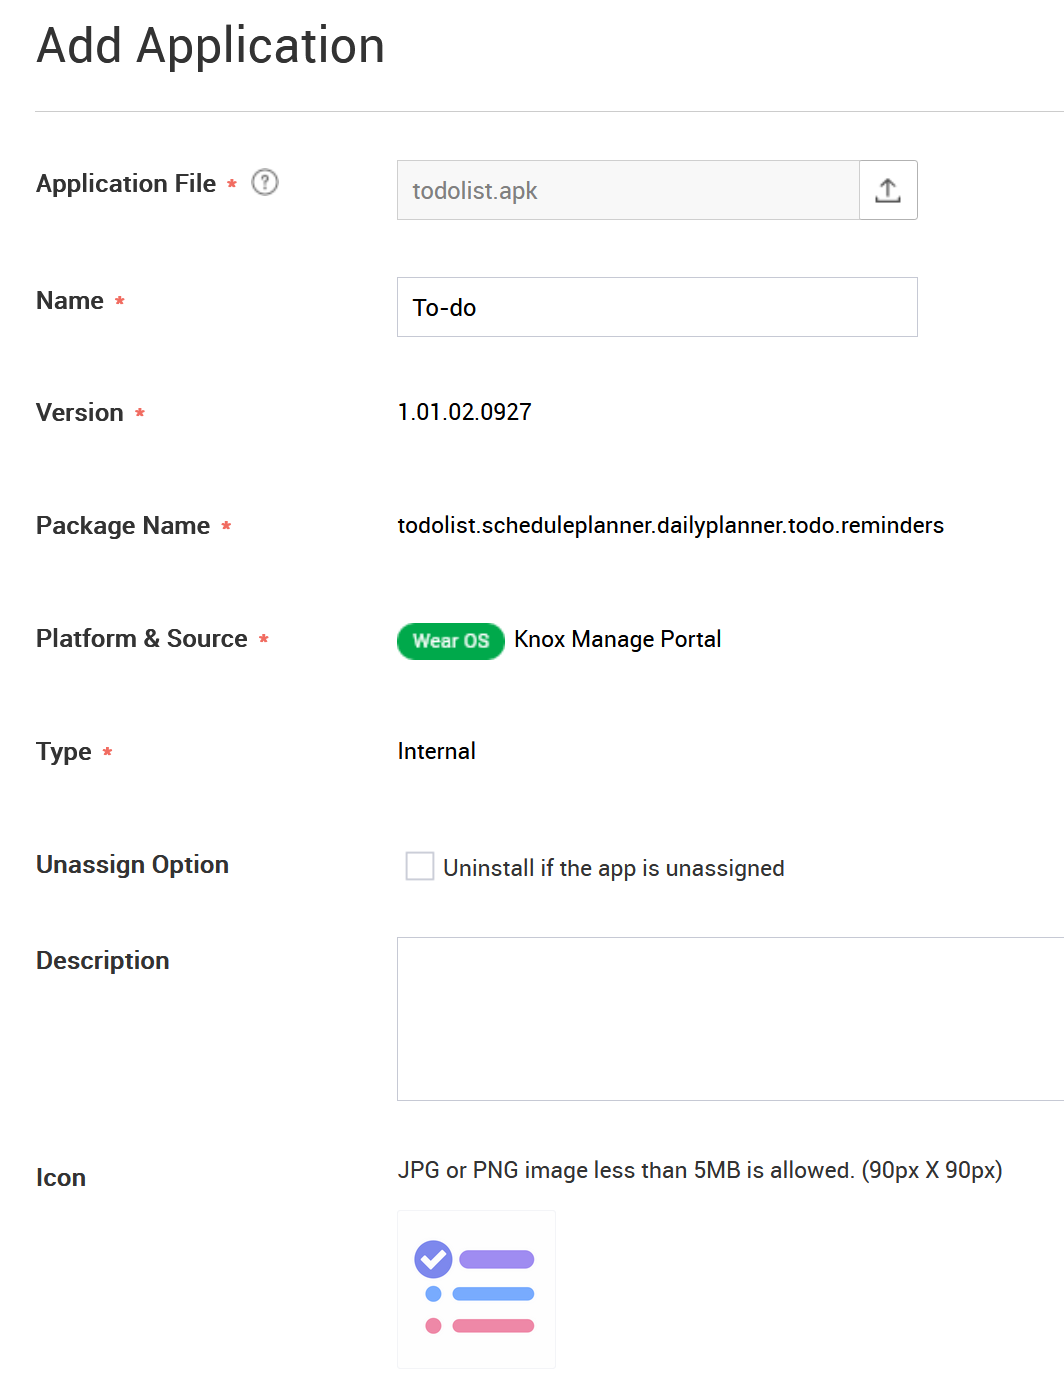 Add Application
Application File * ?
todolist.apk
Name *
To-do
Version *
1.01.02.0927
Package Name *
todolist.scheduleplanner.dailyplanner.todo.reminders
Platform & Source *
Wear OS Knox Manage Portal
Type *
Internal
Unassign Option
Uninstall if the app is unassigned
Description
Icon
JPG or PNG image less than 5MB is allowed. (90px X 90px)